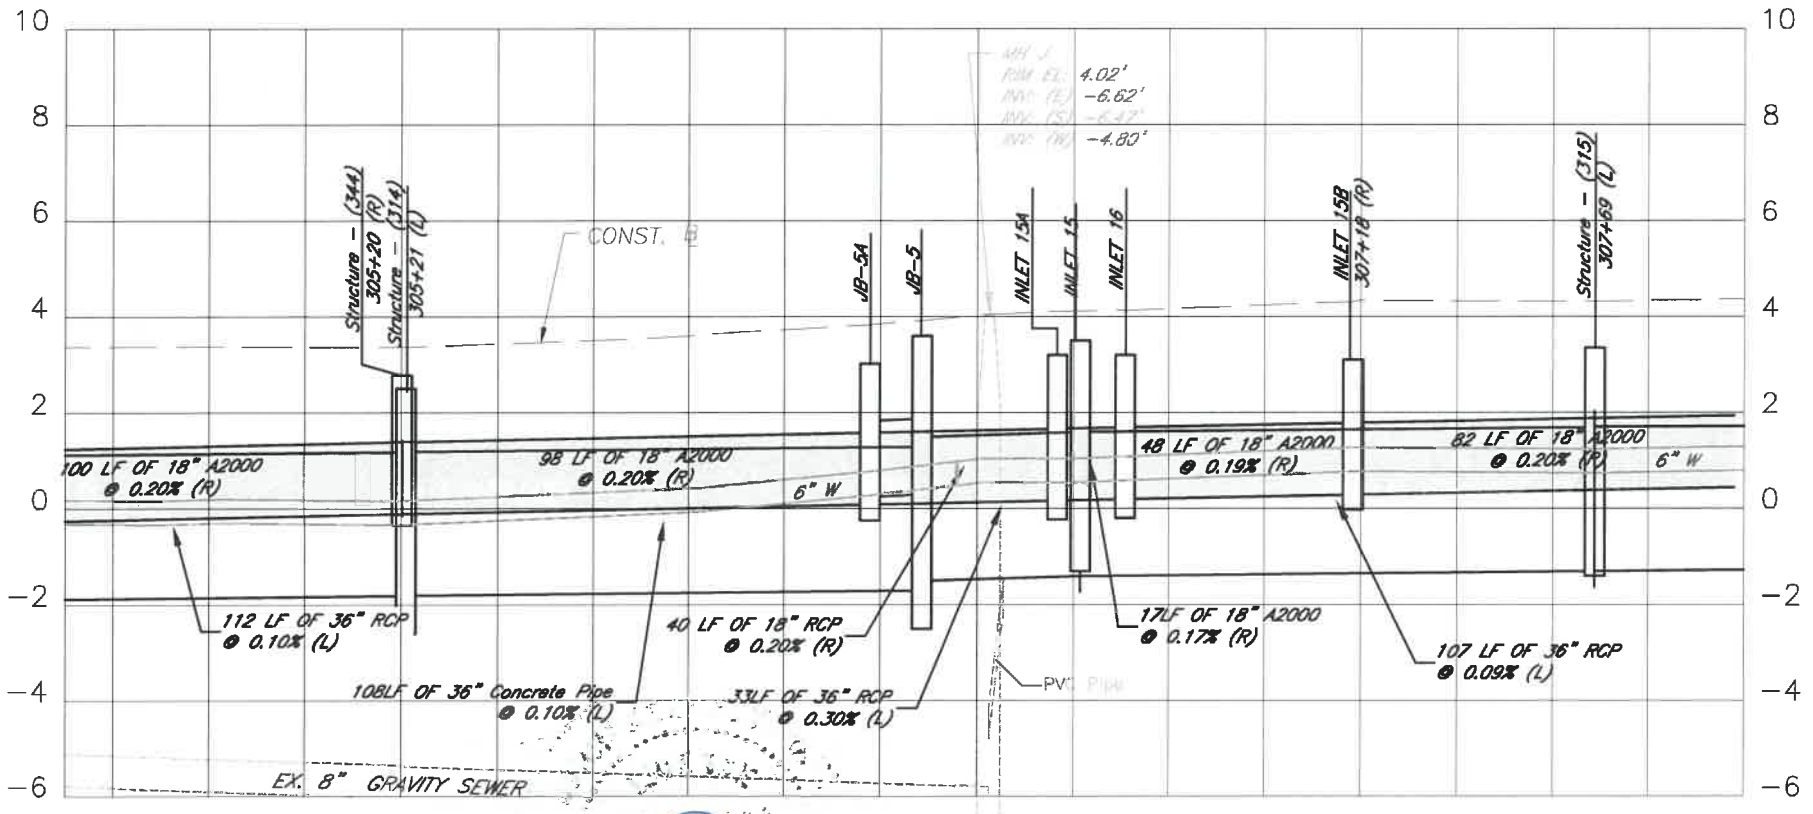 10
10
MH J
RIM EL: 4.02'
INV: (E) -6.62'
INV: (S) -6.47'
INV: (W) -4.80'
8
8
Structure - (344)
305+20 (R)
Structure - (314)
305+21 (L)
6
6
CONST. ℄
JB-5A
JB-5
INLET 15A
INLET 15
INLET 16
INLET 15B
307+18 (R)
Structure - (315)
307+69 (L)
4
4
2
2
100 LF OF 18" A2000
@ 0.20% (R)
98 LF OF 18" A2000
@ 0.20% (R)
6" W
48 LF OF 18" A2000
@ 0.19% (R)
82 LF OF 18" A2000
@ 0.20% (R)
6" W
0
0
-2
-2
112 LF OF 36" RCP
@ 0.10% (L)
40 LF OF 18" RCP
@ 0.20% (R)
17LF OF 18" A2000
@ 0.17% (R)
107 LF OF 36" RCP
@ 0.09% (L)
-4
-4
108LF OF 36" Concrete Pipe
@ 0.10% (L)
33LF OF 36" RCP
@ 0.30% (L)
PVC Pipe
EX. 8" GRAVITY SEWER
-6
-6